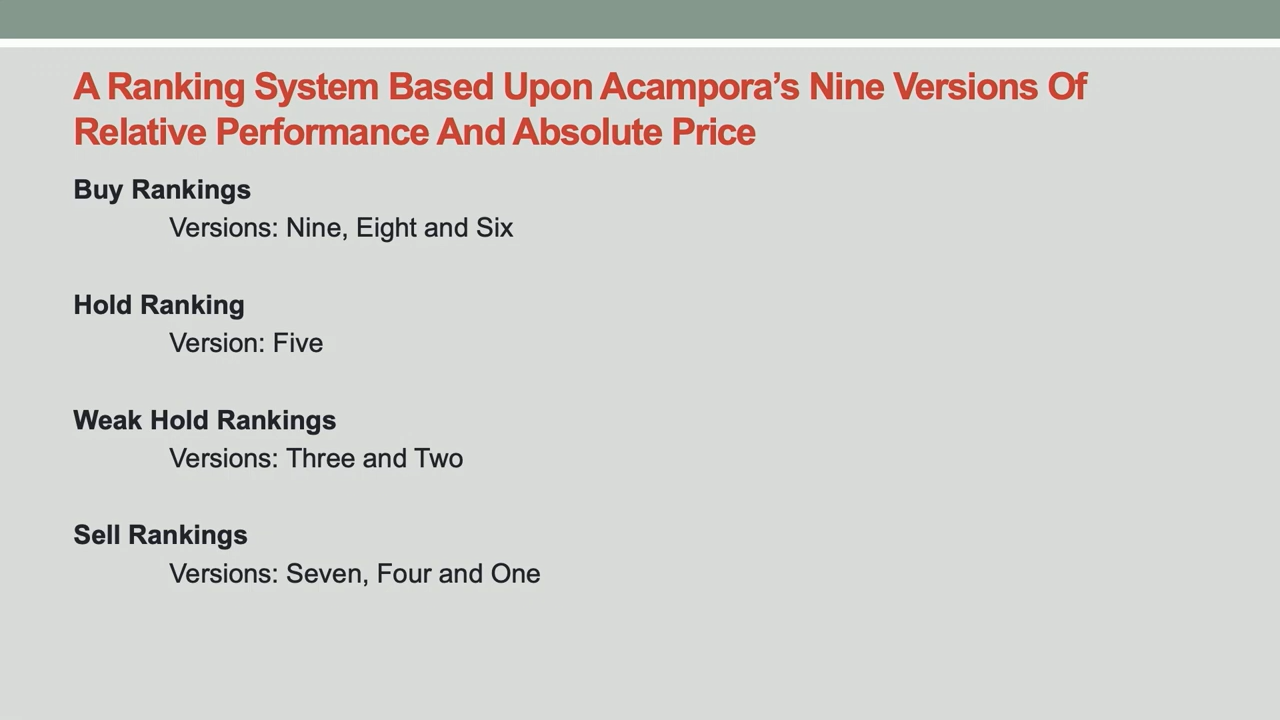 A Ranking System Based Upon Acampora’s Nine Versions Of
Relative Performance And Absolute Price
Buy Rankings
Versions: Nine, Eight and Six
Hold Ranking
Version: Five
Weak Hold Rankings
Versions: Three and Two
Sell Rankings
Versions: Seven, Four and One